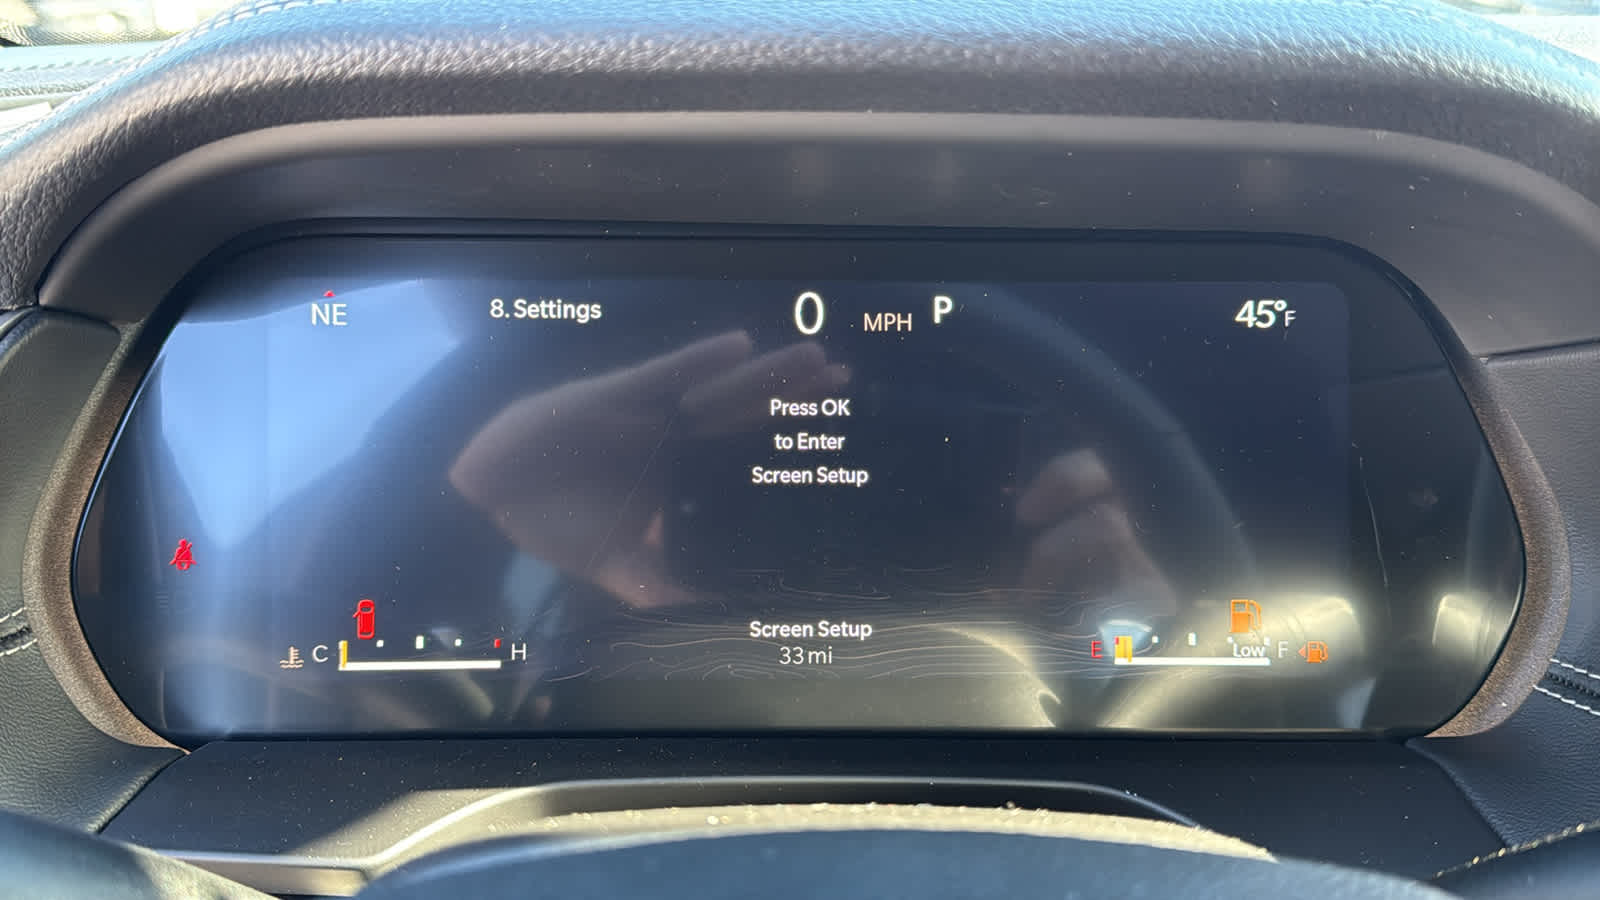 NE
8. Settings
0 MPH P
45°F
Press OK
to Enter
Screen Setup
C H
E Low F
Screen Setup
33 mi